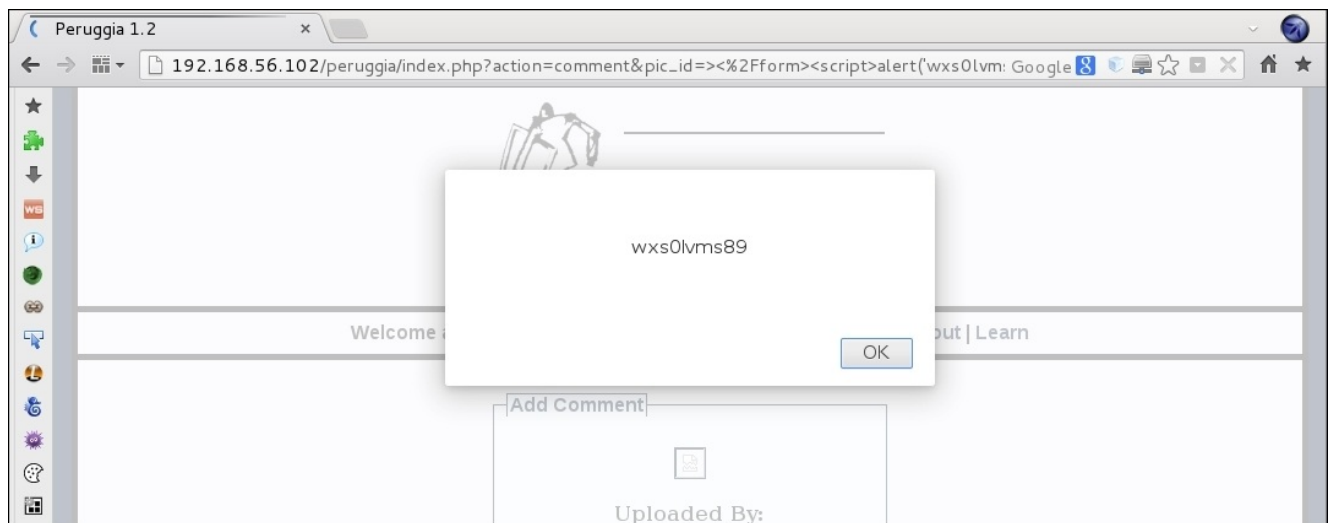 Peruggia 1.2
192.168.56.102/peruggia/index.php?action=comment&pic_id=><%2Fform><script>alert('wxs0lvm: Google 8
wxs0lvms89
Welcome a
out | Learn
OK
Add Comment
Uploaded By: